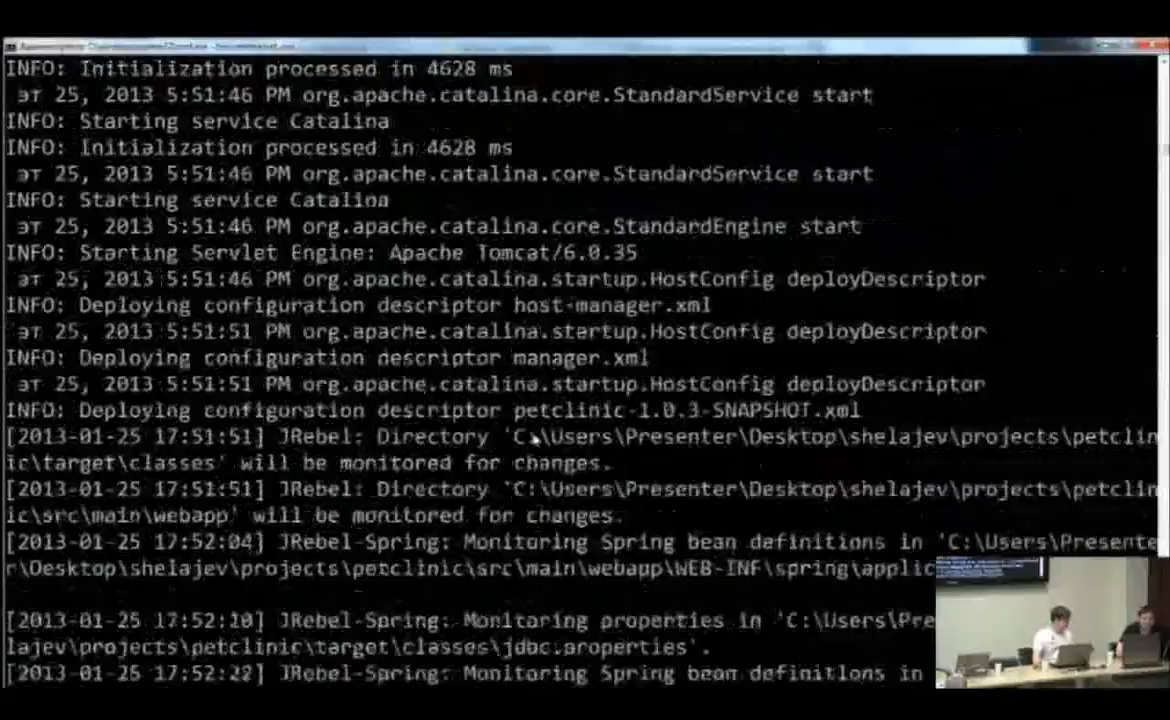 INFO: Initialization processed in 4628 ms
эт 25, 2013 5:51:46 PM org.apache.catalina.core.StandardService start
INFO: Starting service Catalina
INFO: Initialization processed in 4628 ms
эт 25, 2013 5:51:46 PM org.apache.catalina.core.StandardService start
INFO: Starting service Catalina
эт 25, 2013 5:51:46 PM org.apache.catalina.core.StandardEngine start
INFO: Starting Servlet Engine: Apache Tomcat/6.0.35
эт 25, 2013 5:51:46 PM org.apache.catalina.startup.HostConfig deployDescriptor
INFO: Deploying configuration descriptor host-manager.xml
эт 25, 2013 5:51:51 PM org.apache.catalina.startup.HostConfig deployDescriptor
INFO: Deploying configuration descriptor manager.xml
эт 25, 2013 5:51:51 PM org.apache.catalina.startup.HostConfig deployDescriptor
INFO: Deploying configuration descriptor petclinic-1.0.3-SNAPSHOT.xml
[2013-01-25 17:51:51] JRebel: Directory 'C:\Users\Presenter\Desktop\shelajev\projects\petclin
ic\target\classes' will be monitored for changes.
[2013-01-25 17:51:51] JRebel: Directory 'C:\Users\Presenter\Desktop\shelajev\projects\petclin
ic\src\main\webapp' will be monitored for changes.
[2013-01-25 17:52:04] JRebel-Spring: Monitoring Spring bean definitions in 'C:\Users\Presente
r\Desktop\shelajev\projects\petclinic\src\main\webapp\WEB-INF\spring\applic
[2013-01-25 17:52:10] JRebel-Spring: Monitoring properties in 'C:\Users\Pre
lajev\projects\petclinic\target\classes\jdbc.properties'.
[2013-01-25 17:52:22] JRebel-Spring: Monitoring Spring bean definitions in